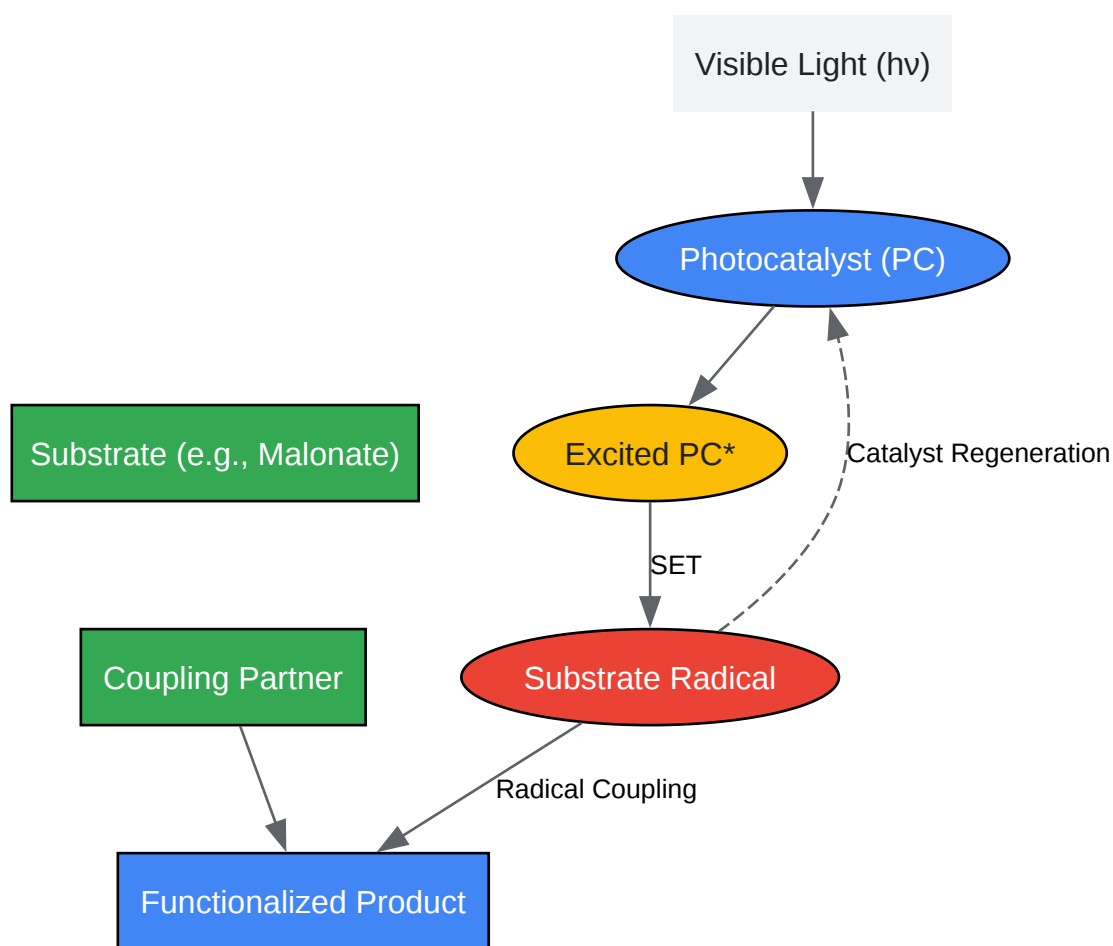 Visible Light (hν)
Photocatalyst (PC)
Substrate (e.g., Malonate)
Excited PC*
Catalyst Regeneration
SET
Coupling Partner
Substrate Radical
Radical Coupling
Functionalized Product